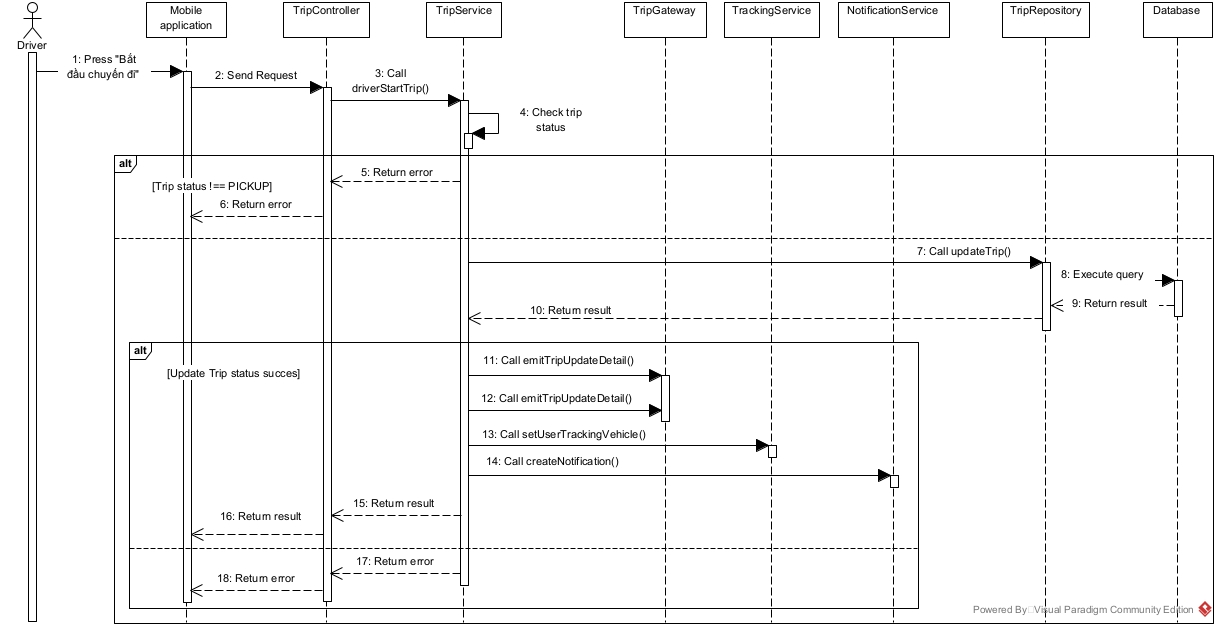 Driver
Mobile
application
TripController
TripService
TripGateway
TrackingService
NotificationService
TripRepository
Database
1: Press "Bắt
đầu chuyến đi"
2: Send Request
3: Call
driverStartTrip()
4: Check trip
status
alt
[Trip status !== PICKUP]
5: Return error
6: Return error
7: Call updateTrip()
8: Execute query
9: Return result
10: Return result
alt
[Update Trip status succes]
11: Call emitTripUpdateDetail()
12: Call emitTripUpdateDetail()
13: Call setUserTrackingVehicle()
14: Call createNotification()
15: Return result
16: Return result
17: Return error
18: Return error
Powered By Visual Paradigm Community Edition